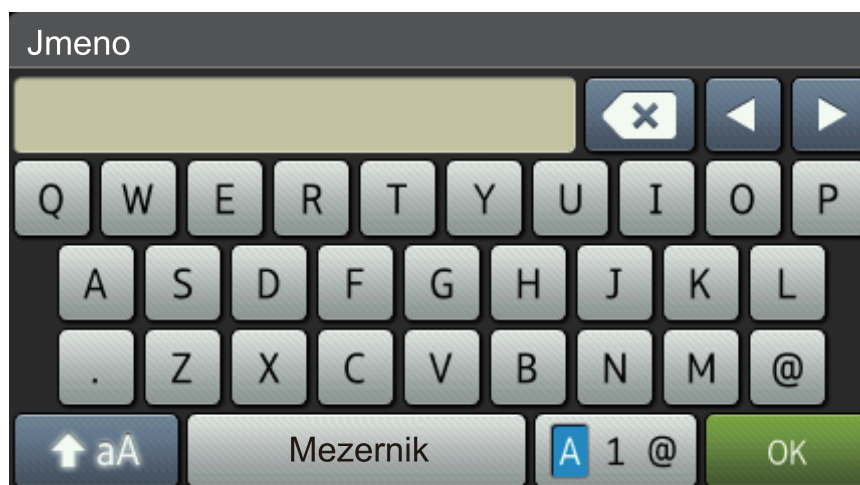 Jmeno
Q W E R T Y U I O P
A S D F G H J K L
. Z X C V B N M @
aA Mezernik A 1 @ OK